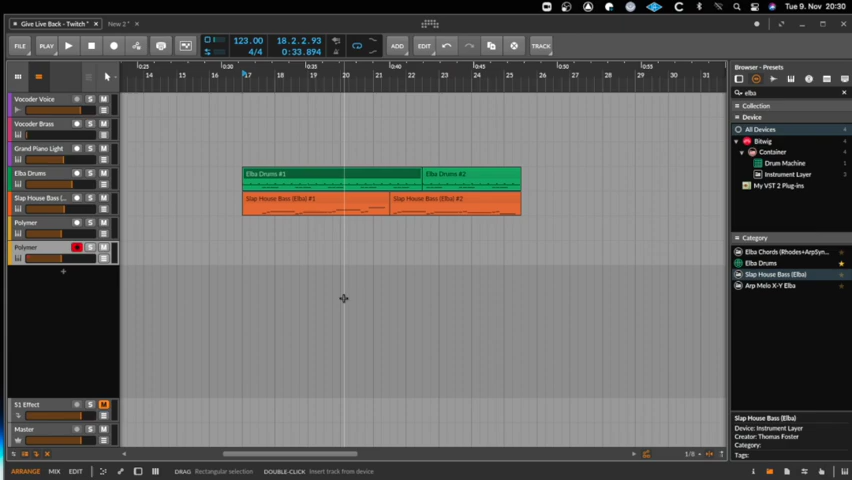 Tue 9. Nov 20:30
Give Live Back - Twitch*
New 2*
FILE
PLAY
123.00
4/4
18.2.2.93
0:33.894
ADD
EDIT
TRACK
0:25
0:30
0:35
0:40
0:45
0:50
0:55
14 15 16 17 18 19 20 21 22 23 24 25 26 27 28 29 30 31
Vocoder Voice
S
M
Vocoder Brass
S
M
Grand Piano Light
S
M
Elba Drums
S
M
Slap House Bass (...
S
M
Polymer
S
M
Polymer
S
M
+
Elba Drums #1
Elba Drums #2
Slap House Bass (Elba) #1
Slap House Bass (Elba) #2
S1 Effect
S
M
Master
S
M
1/8
ARRANGE
MIX
EDIT
DRAG Rectangular selection
DOUBLE-CLICK Insert track from device
Browser - Presets
elba
Collection
Device
All Devices 4
Bitwig 4
Container 4
Drum Machine 1
Instrument Layer 3
My VST 2 Plug-ins
Category
Elba Chords (Rhodes+ArpSyn...
Elba Drums
Slap House Bass (Elba)
Arp Melo X-Y Elba
Slap House Bass (Elba)
Device: Instrument Layer
Creator: Thomas Foster
Category:
Tags: